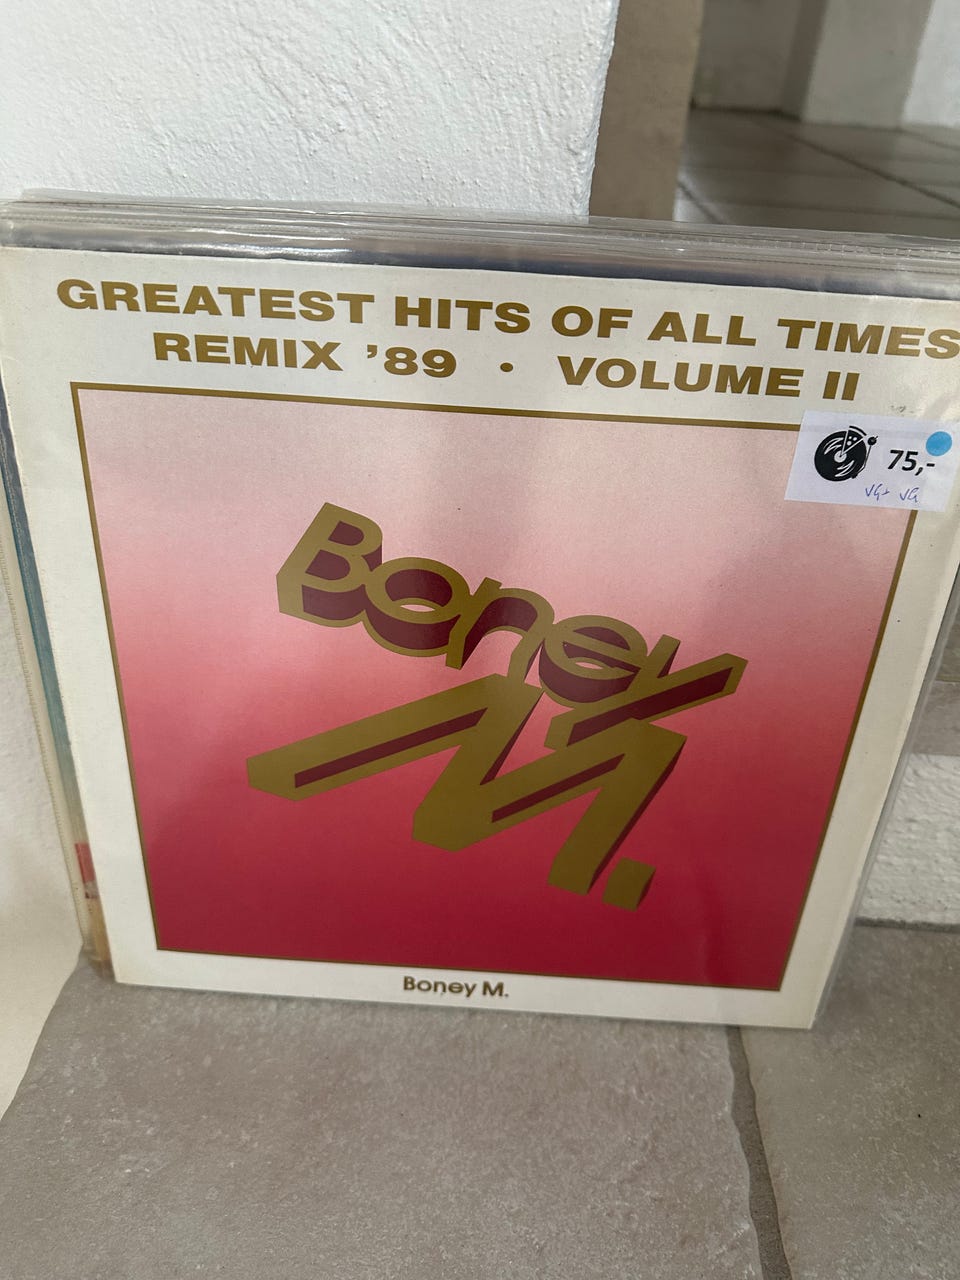 GREATEST HITS OF ALL TIMES
REMIX '89 • VOLUME II
75,-
VG+ VG
Boney M.
Boney M.